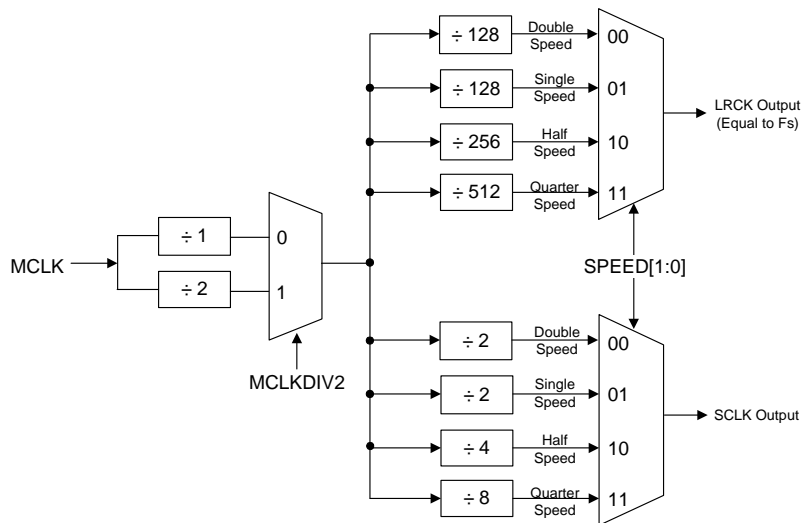 ÷ 128
Double
Speed
00
÷ 128
Single
Speed
01
LRCK Output
(Equal to Fs)
÷ 256
Half
Speed
10
÷ 512
Quarter
Speed
11
÷ 1
0
MCLK
SPEED[1:0]
÷ 2
1
MCLKDIV2
÷ 2
Double
Speed
00
÷ 2
Single
Speed
01
SCLK Output
÷ 4
Half
Speed
10
÷ 8
Quarter
Speed
11